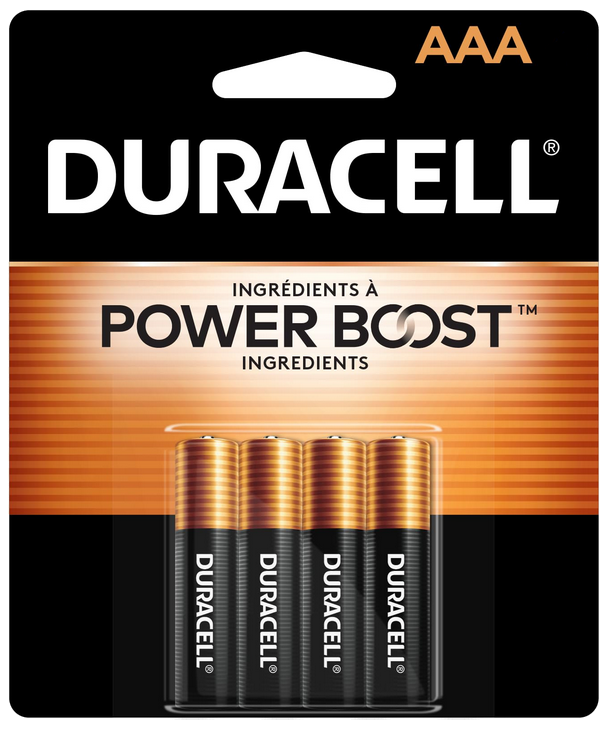 AAA
DURACELL®
INGRÉDIENTS À
POWER BOOST™
INGREDIENTS
DURACELL®
DURACELL®
DURACELL®
DURACELL®